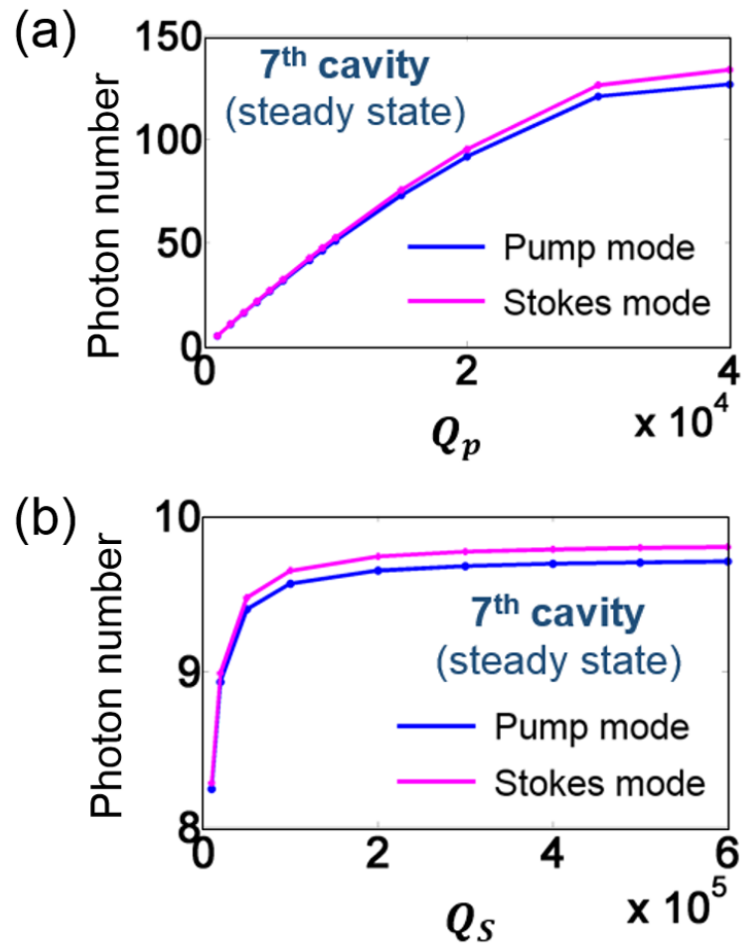 (a)
150
100
50
0
Photon number
7th cavity
(steady state)
Pump mode
Stokes mode
0 2 4
x 10^4
Q_p
(b)
10
9
8
Photon number
7th cavity
(steady state)
Pump mode
Stokes mode
0 2 4 6
x 10^5
Q_S